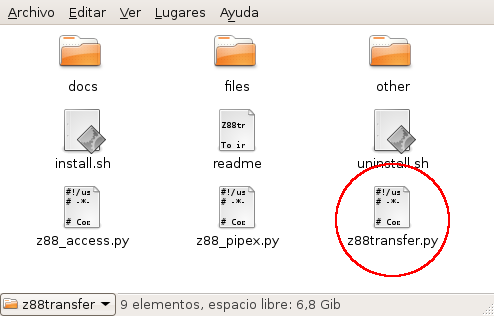 Archivo Editar Ver Lugares Ayuda
docs files other
Z88tr
To ir
install.sh readme uninstall.sh
#!/us #!/us #!/us
# -*- # -*- # -*-
# Coc # Coc # Coc
z88_access.py z88_pipex.py z88transfer.py
z88transfer 9 elementos, espacio libre: 6,8 Gib